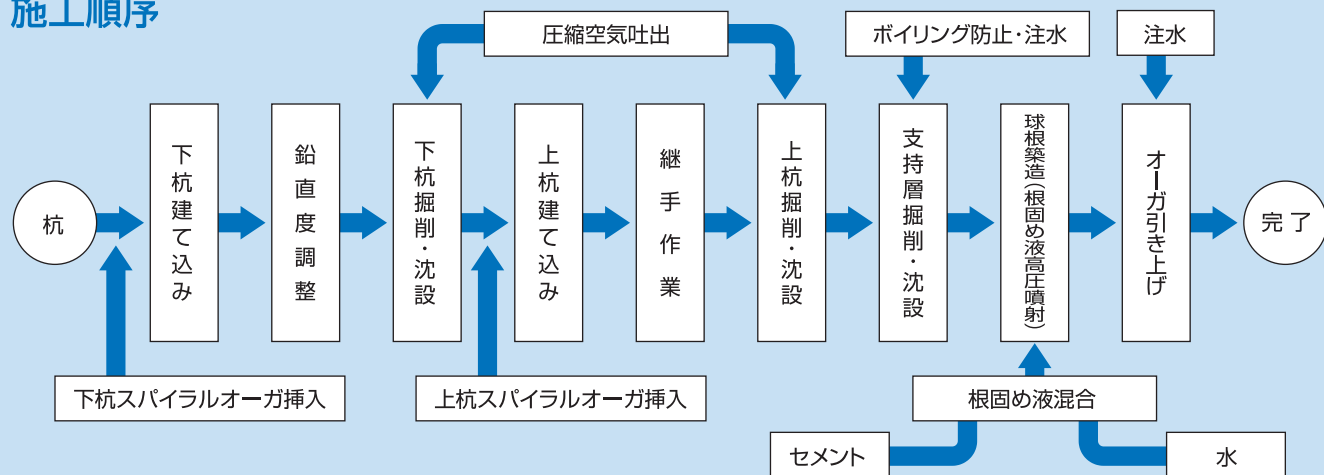 施工順序
圧縮空気吐出
ボイリング防止・注水
注水
杭
下杭建て込み
鉛直度調整
下杭掘削・沈設
上杭建て込み
継手作業
上杭掘削・沈設
支持層掘削・沈設
球根築造(根固め液高圧噴射)
オーガ引き上げ
完了
下杭スパイラルオーガ挿入
上杭スパイラルオーガ挿入
根固め液混合
セメント
水